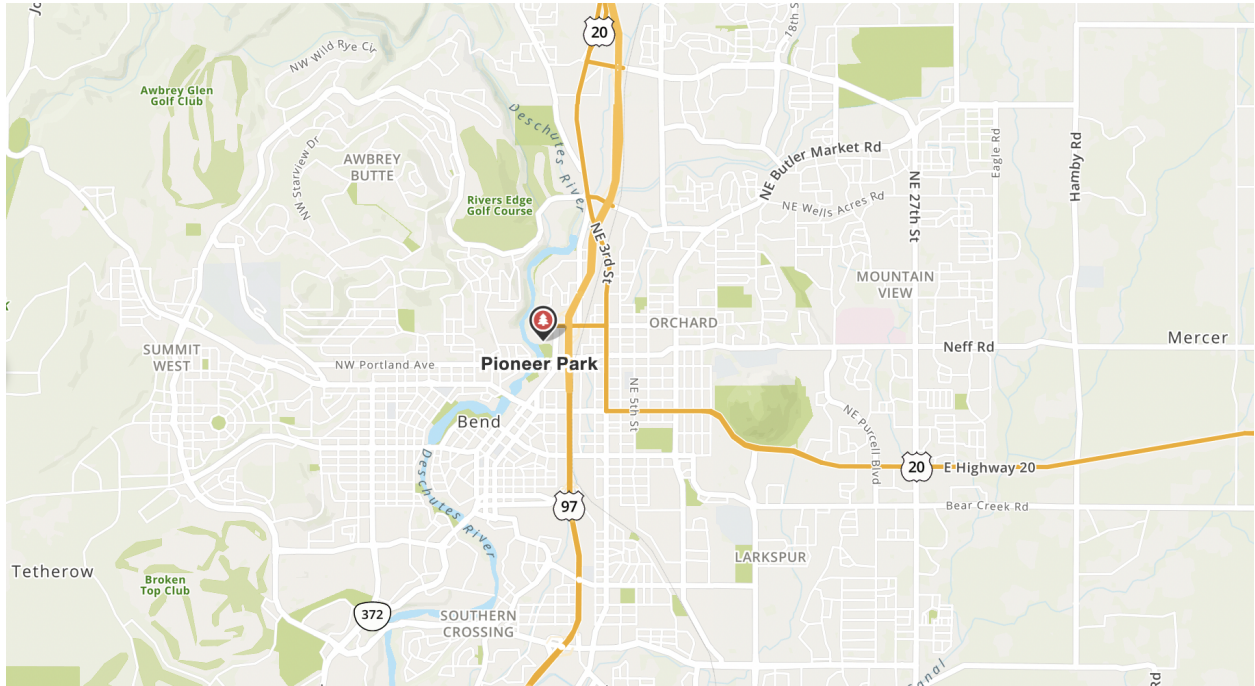 20
18th S
NW Wild Rye Cir
Awbrey Glen
Golf Club
Deschutes River
AWBREY
BUTTE
NW Starview Dr
Rivers Edge
Golf Course
NE Butler Market Rd
Eagle Rd
Hamby Rd
NE Wells Acres Rd
NE 27th St
NE 3rd St
MOUNTAIN
VIEW
ORCHARD
SUMMIT
WEST
NW Portland Ave
Pioneer Park
Neff Rd
Mercer
NE 5th St
Bend
NE Purcell Blvd
20
E Highway 20
Deschutes River
97
Bear Creek Rd
LARKSPUR
Tetherow
Broken
Top Club
372
SOUTHERN
CROSSING
anal
Rd
Rd